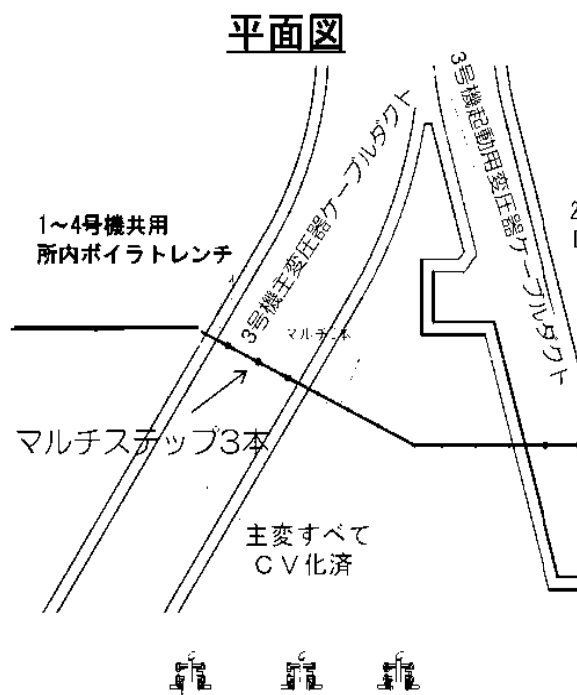 平面図
3号機起動用変圧器ケーブルダクト
3号機主変圧器ケーブルダクト
1～4号機共用
所内ボイラトレンチ
2
マルチステップ3本
主変すべて
CV化済